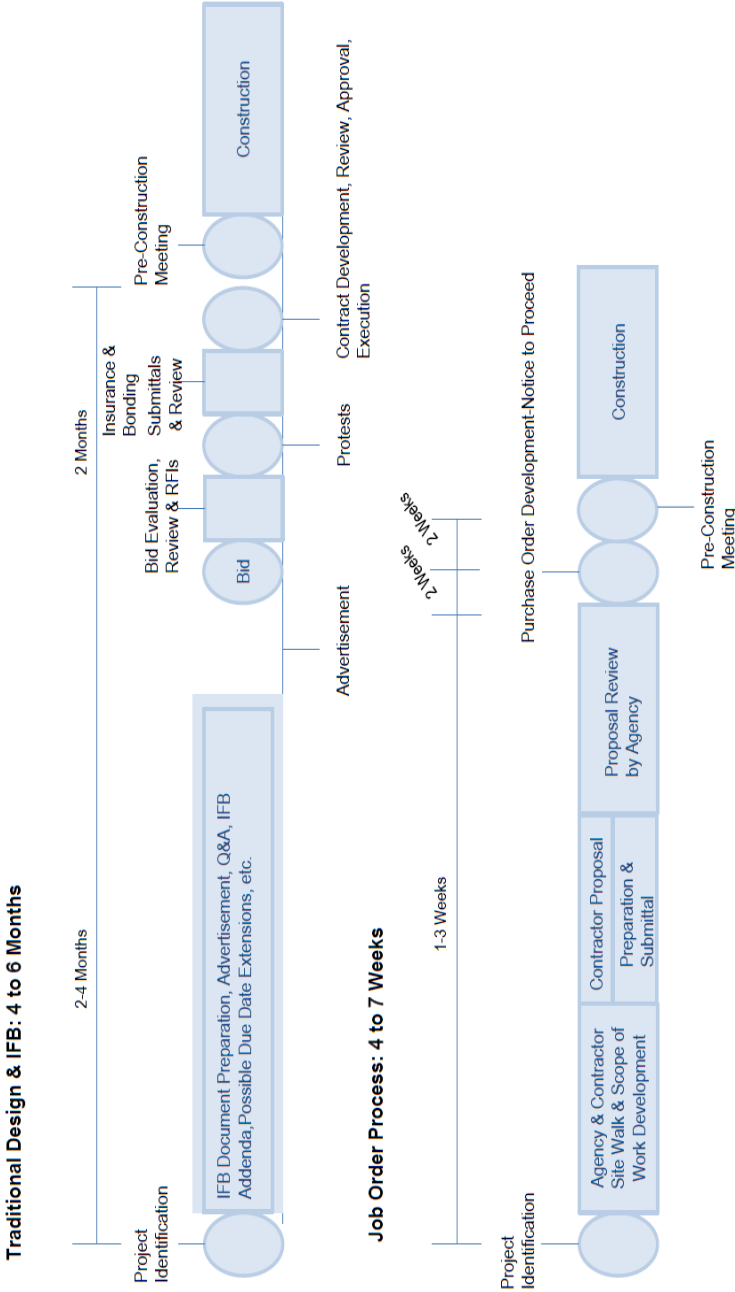 Traditional Design & IFB: 4 to 6 Months
2-4 Months
2 Months
Project
Identification
Bid Evaluation,
Review & RFIs
Insurance &
Bonding
Submittals
& Review
Pre-Construction
Meeting
IFB Document Preparation, Advertisement, Q&A, IFB
Addenda,Possible Due Date Extensions, etc.
Bid
Construction
Advertisement
Protests
Contract Development, Review, Approval,
Execution
Job Order Process: 4 to 7 Weeks
1-3 Weeks
2 Weeks
2 Weeks
Project
Identification
Purchase Order Development-Notice to Proceed
Agency & Contractor
Site Walk & Scope of
Work Development
Contractor Proposal
Preparation &
Submittal
Proposal Review
by Agency
Construction
Pre-Construction
Meeting